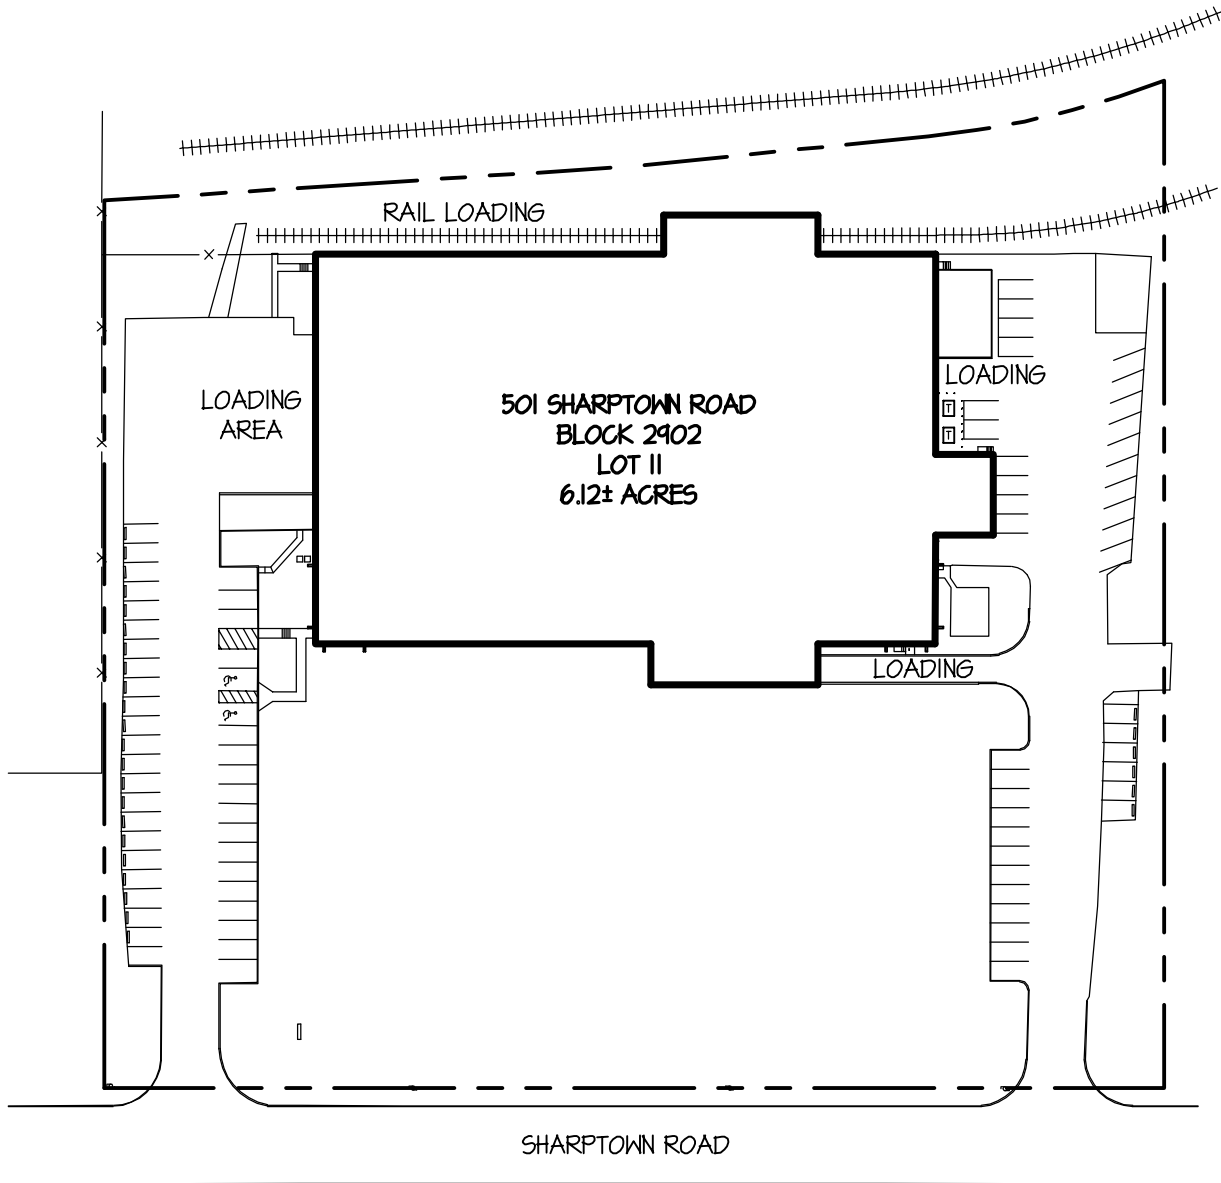 RAIL LOADING
LOADING
AREA
LOADING
501 SHARPTOWN ROAD
BLOCK 2902
LOT 11
6.12± ACRES
T
T
LOADING
SHARPTOWN ROAD